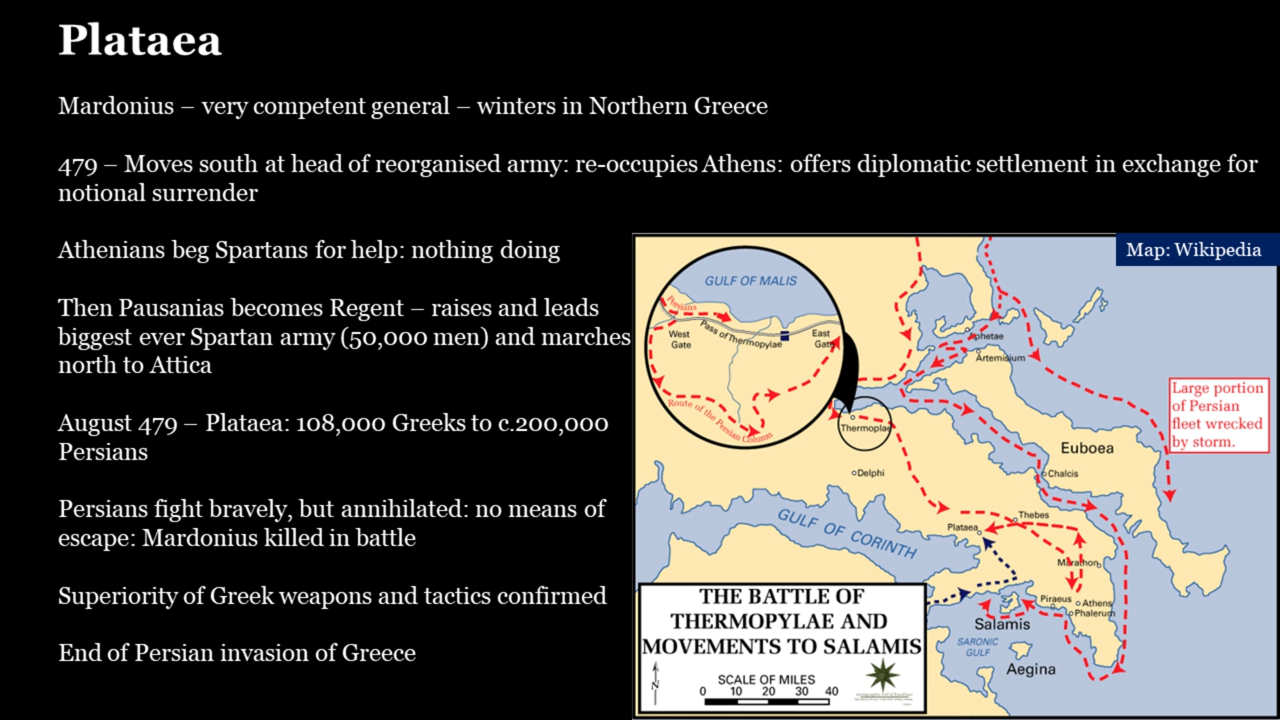 Plataea
Mardonius – very competent general – winters in Northern Greece
479 – Moves south at head of reorganised army: re-occupies Athens: offers diplomatic settlement in exchange for
notional surrender
Athenians beg Spartans for help: nothing doing
Then Pausanias becomes Regent – raises and leads
biggest ever Spartan army (50,000 men) and marches
north to Attica
August 479 – Plataea: 108,000 Greeks to c.200,000
Persians
Persians fight bravely, but annihilated: no means of
escape: Mardonius killed in battle
Superiority of Greek weapons and tactics confirmed
End of Persian invasion of Greece
Map: Wikipedia
GULF OF MALIS
Persians
West
Gate
Pass of Thermopylae
East
Gate
Route of the Persian Column
Aphetae
Artemisium
Large portion
of Persian
fleet wrecked
by storm.
Thermoplae
Euboea
Delphi
Chalcis
GULF OF CORINTH
Thebes
Plataea
Marathon
Piraeus
Athens
Phalerum
Salamis
SARONIC
GULF
Aegina
THE BATTLE OF
THERMOPYLAE AND
MOVEMENTS TO SALAMIS
N
SCALE OF MILES
0 10 20 30 40